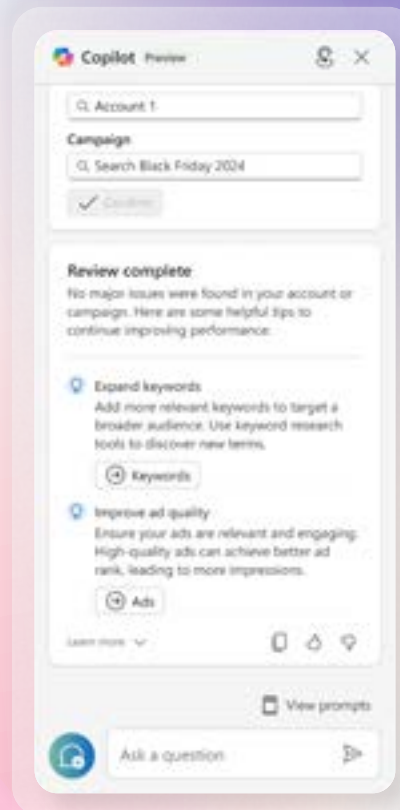 Copilot Preview
Account 1
Campaign
Search Black Friday 2024
Confirm
Review complete
No major issues were found in your account or
campaign. Here are some helpful tips to
continue improving performance:
Expand keywords
Add more relevant keywords to target a
broader audience. Use keyword research
tools to discover new terms.
Keywords
Improve ad quality
Ensure your ads are relevant and engaging.
High-quality ads can achieve better ad
rank, leading to more impressions.
Ads
Learn more
View prompts
Ask a question